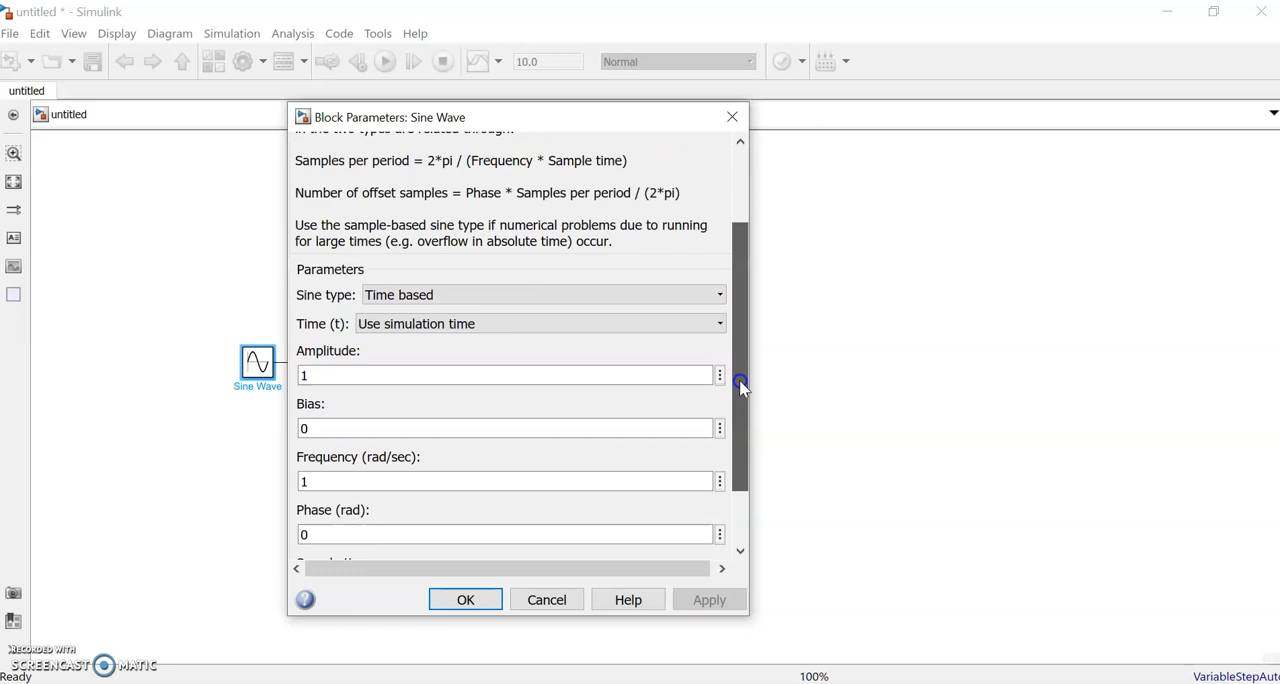 untitled * - Simulink
File Edit View Display Diagram Simulation Analysis Code Tools Help
10.0 Normal
untitled
untitled
Block Parameters: Sine Wave
Samples per period = 2*pi / (Frequency * Sample time)
Number of offset samples = Phase * Samples per period / (2*pi)
Use the sample-based sine type if numerical problems due to running
for large times (e.g. overflow in absolute time) occur.
Parameters
Sine type: Time based
Time (t): Use simulation time
Amplitude:
1
Bias:
0
Frequency (rad/sec):
1
Phase (rad):
0
Sine Wave
OK Cancel Help Apply
RECORDED WITH
SCREENCAST MATIC
Ready 100% VariableStepAuto